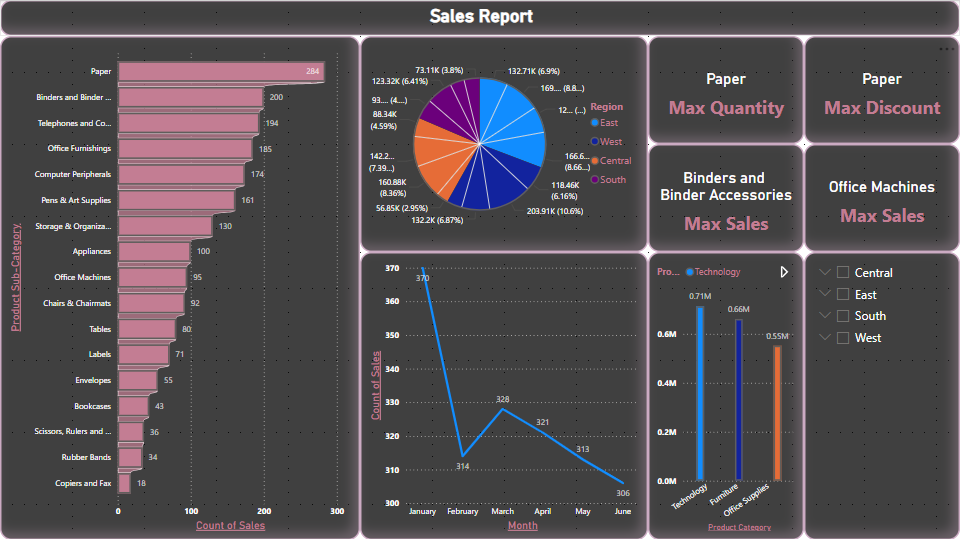 Sales Report
Product Sub-Category
Paper 284
Binders and Binder ... 200
Telephones and Co... 194
Office Furnishings 185
Computer Peripherals 174
Pens & Art Supplies 161
Storage & Organiza... 130
Appliances 100
Office Machines 95
Chairs & Chairmats 92
Tables 80
Labels 71
Envelopes 55
Bookcases 43
Scissors, Rulers and ... 36
Rubber Bands 34
Copiers and Fax 18
0 100 200 300
Count of Sales
73.11K (3.8%)
132.71K (6.9%)
123.32K (6.41%)
169.... (8.8...)
93.... (4....)
12... (...)
88.34K
(4.59%)
142.2...
(7.39...)
166.6...
(8.66...)
160.88K
(8.36%)
118.46K
(6.16%)
56.85K (2.95%)
203.91K (10.6%)
132.2K (6.87%)
Region
East
West
Central
South
Paper
Max Quantity
Paper
Max Discount
Binders and
Binder Accessories
Max Sales
Office Machines
Max Sales
Count of Sales
370
360
350
340
330
320
310
300
370
314
328
321
313
306
January February March April May June
Month
Pro... Technology
0.71M
0.66M
0.55M
0.6M
0.4M
0.2M
0.0M
Technology
Furniture
Office Supplies
Product Category
Central
East
South
West